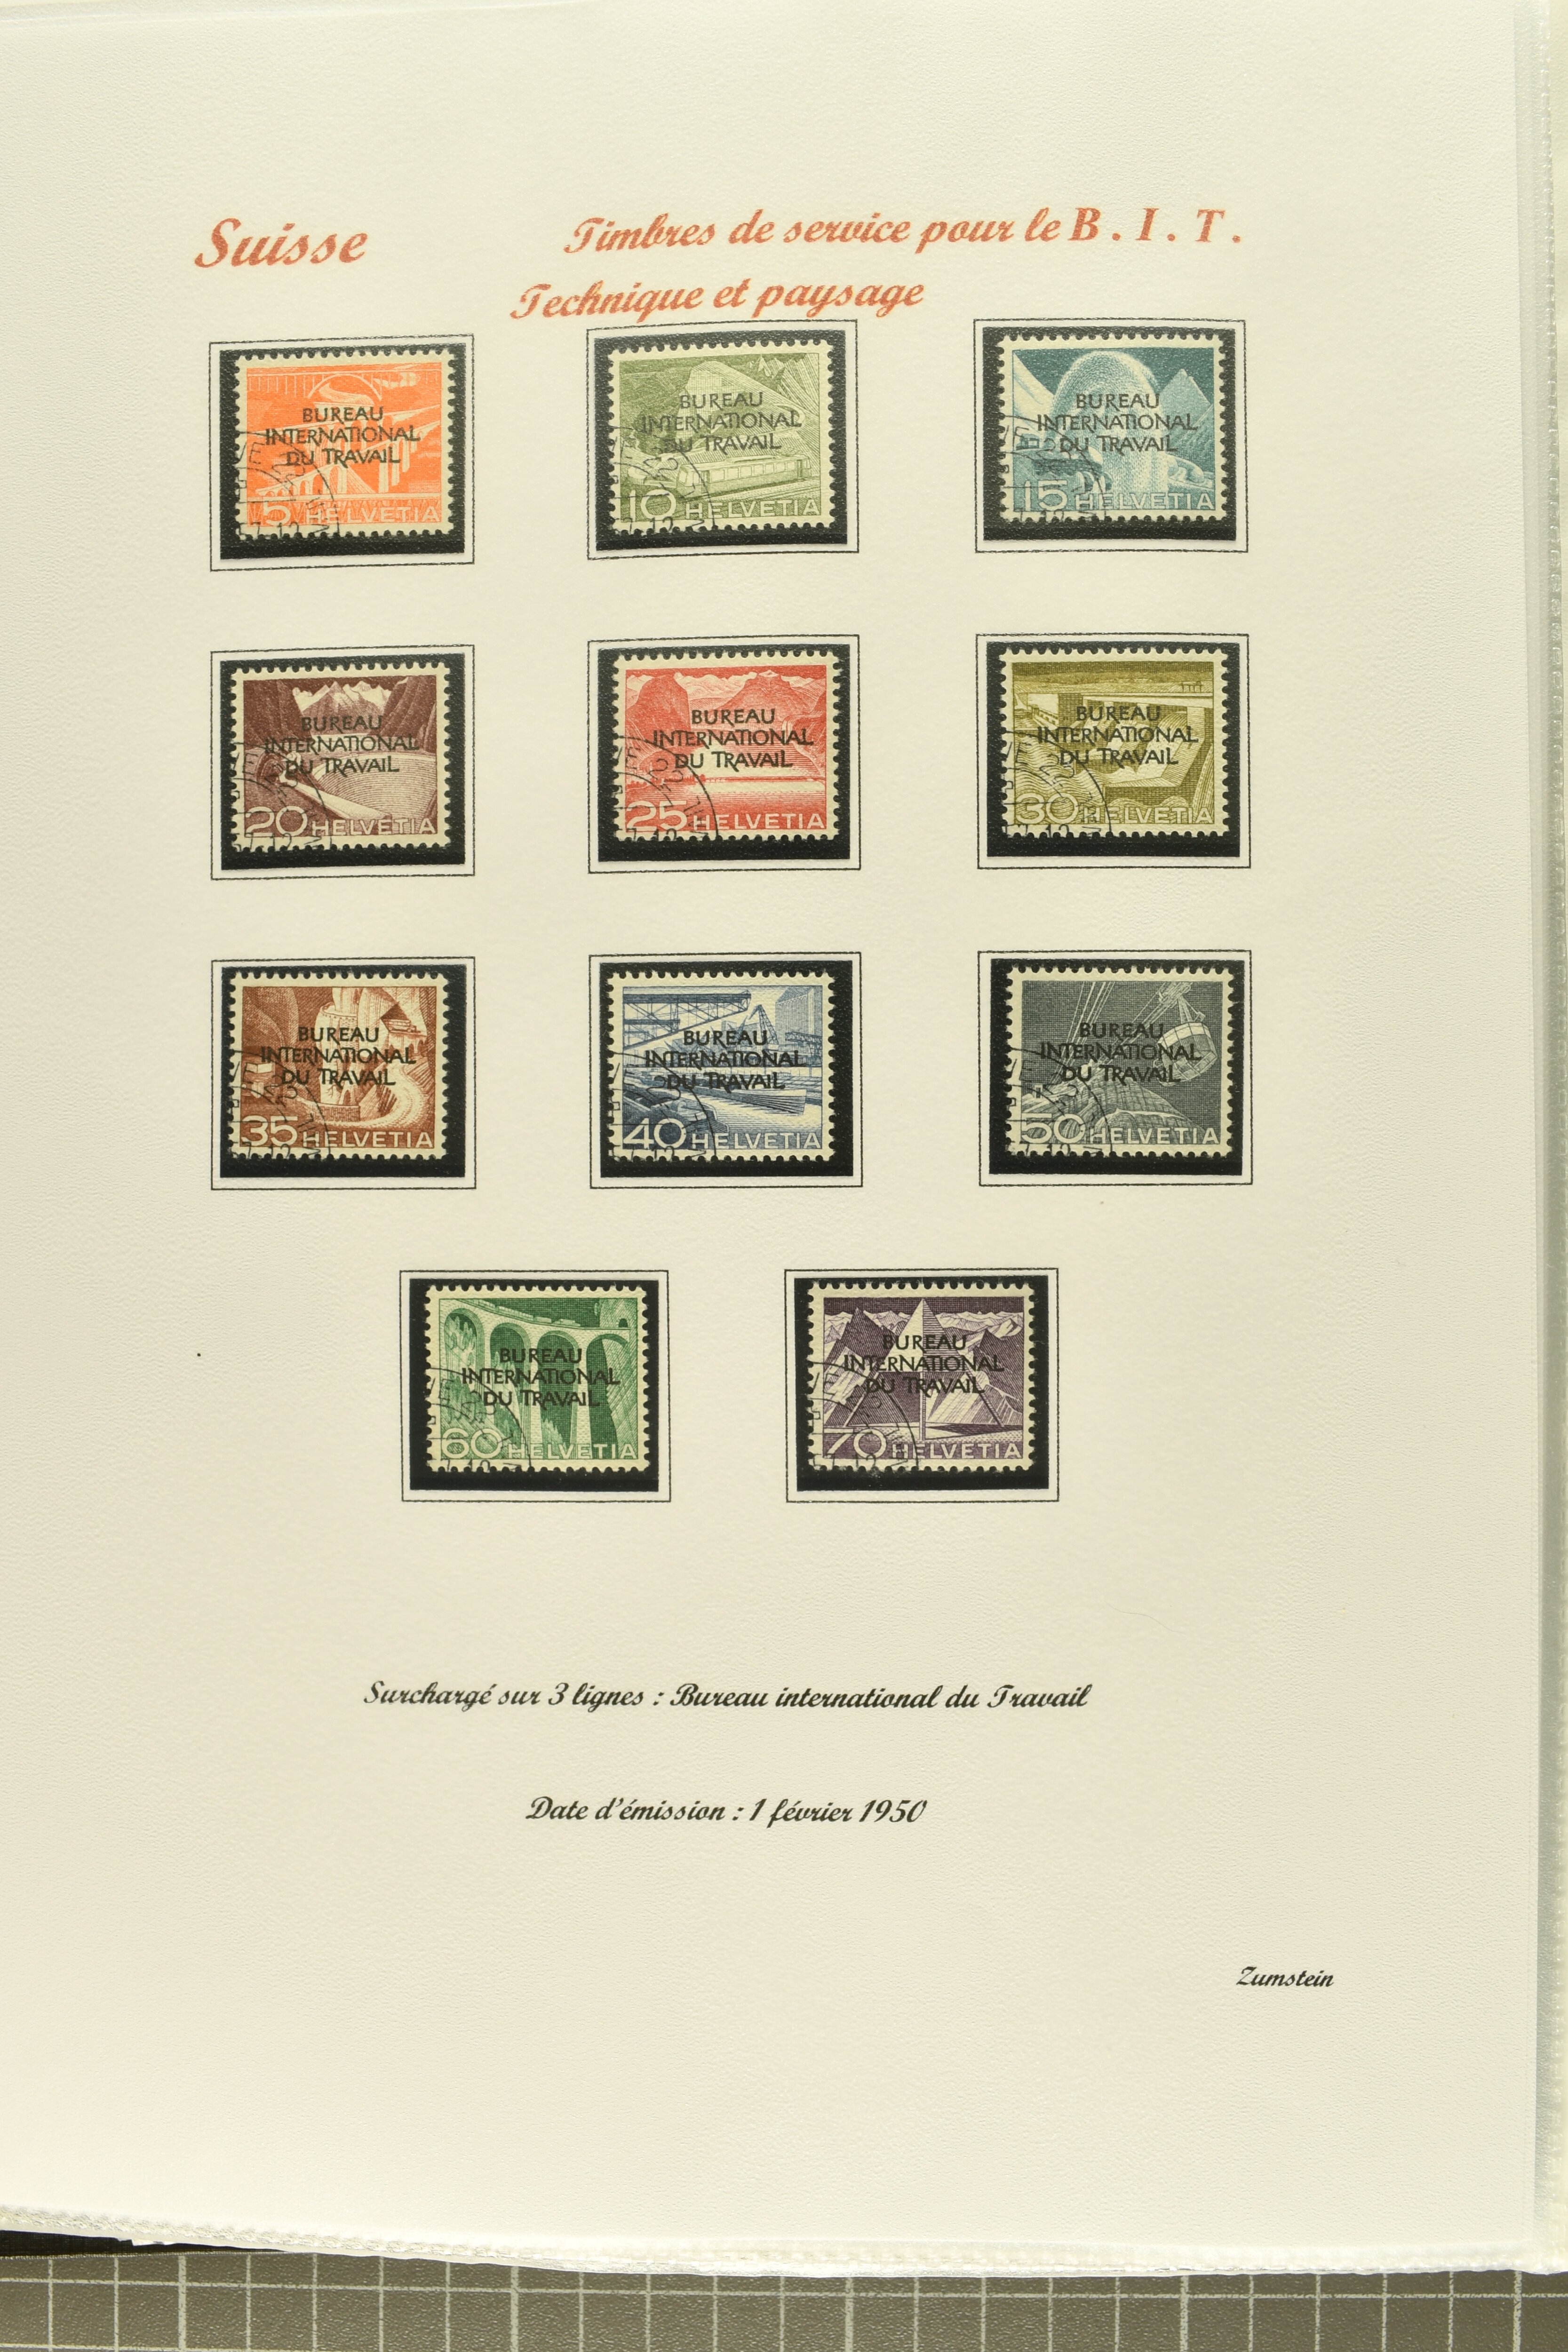 Suisse
Timbres de service pour le B. I. T.
Technique et paysage
BUREAU
INTERNATIONAL
DU TRAVAIL
5 HELVETIA
BUREAU
INTERNATIONAL
DU TRAVAIL
10 HELVETIA
BUREAU
INTERNATIONAL
DU TRAVAIL
15 HELVETIA
BUREAU
INTERNATIONAL
DU TRAVAIL
20 HELVETIA
BUREAU
INTERNATIONAL
DU TRAVAIL
25 HELVETIA
BUREAU
INTERNATIONAL
DU TRAVAIL
30 HELVETIA
BUREAU
INTERNATIONAL
DU TRAVAIL
35 HELVETIA
BUREAU
INTERNATIONAL
DU TRAVAIL
40 HELVETIA
BUREAU
INTERNATIONAL
DU TRAVAIL
50 HELVETIA
BUREAU
INTERNATIONAL
DU TRAVAIL
60 HELVETIA
BUREAU
INTERNATIONAL
DU TRAVAIL
70 HELVETIA
Surchargé sur 3 lignes : Bureau international du Travail
Date d'émission : 1 février 1950
Zumstein